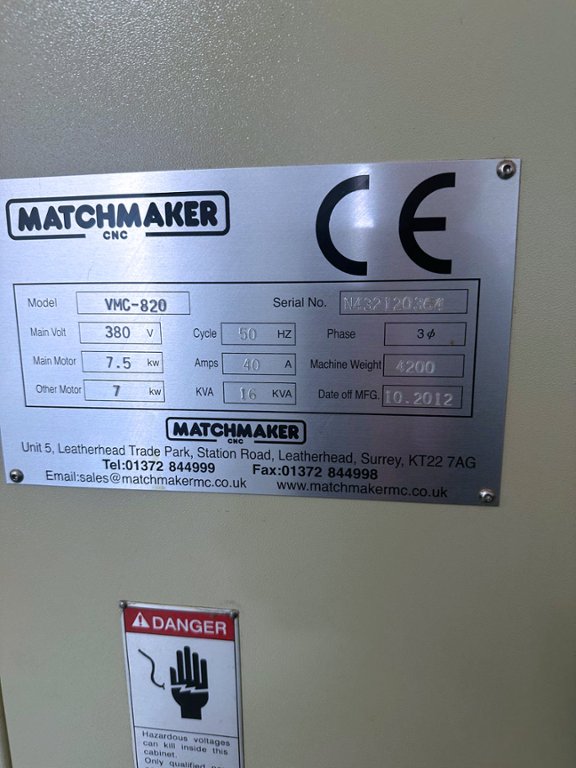 MATCHMAKER
CNC
CE
Model VMC-820 Serial No.
Main Volt 380 V Cycle 50 HZ Phase 3ϕ
Main Motor 7.5 kw Amps 40 A Machine Weight 4200
Other Motor 7 kw KVA 16 KVA Date off MFG. 10.2012
MATCHMAKER
CNC
Unit 5, Leatherhead Trade Park, Station Road, Leatherhead, Surrey, KT22 7AG
Tel:01372 844999 Fax:01372 844998
Email:sales@matchmakermc.co.uk www.matchmakermc.co.uk
DANGER
Hazardous voltages
can kill inside this
cabinet.
Only qualified